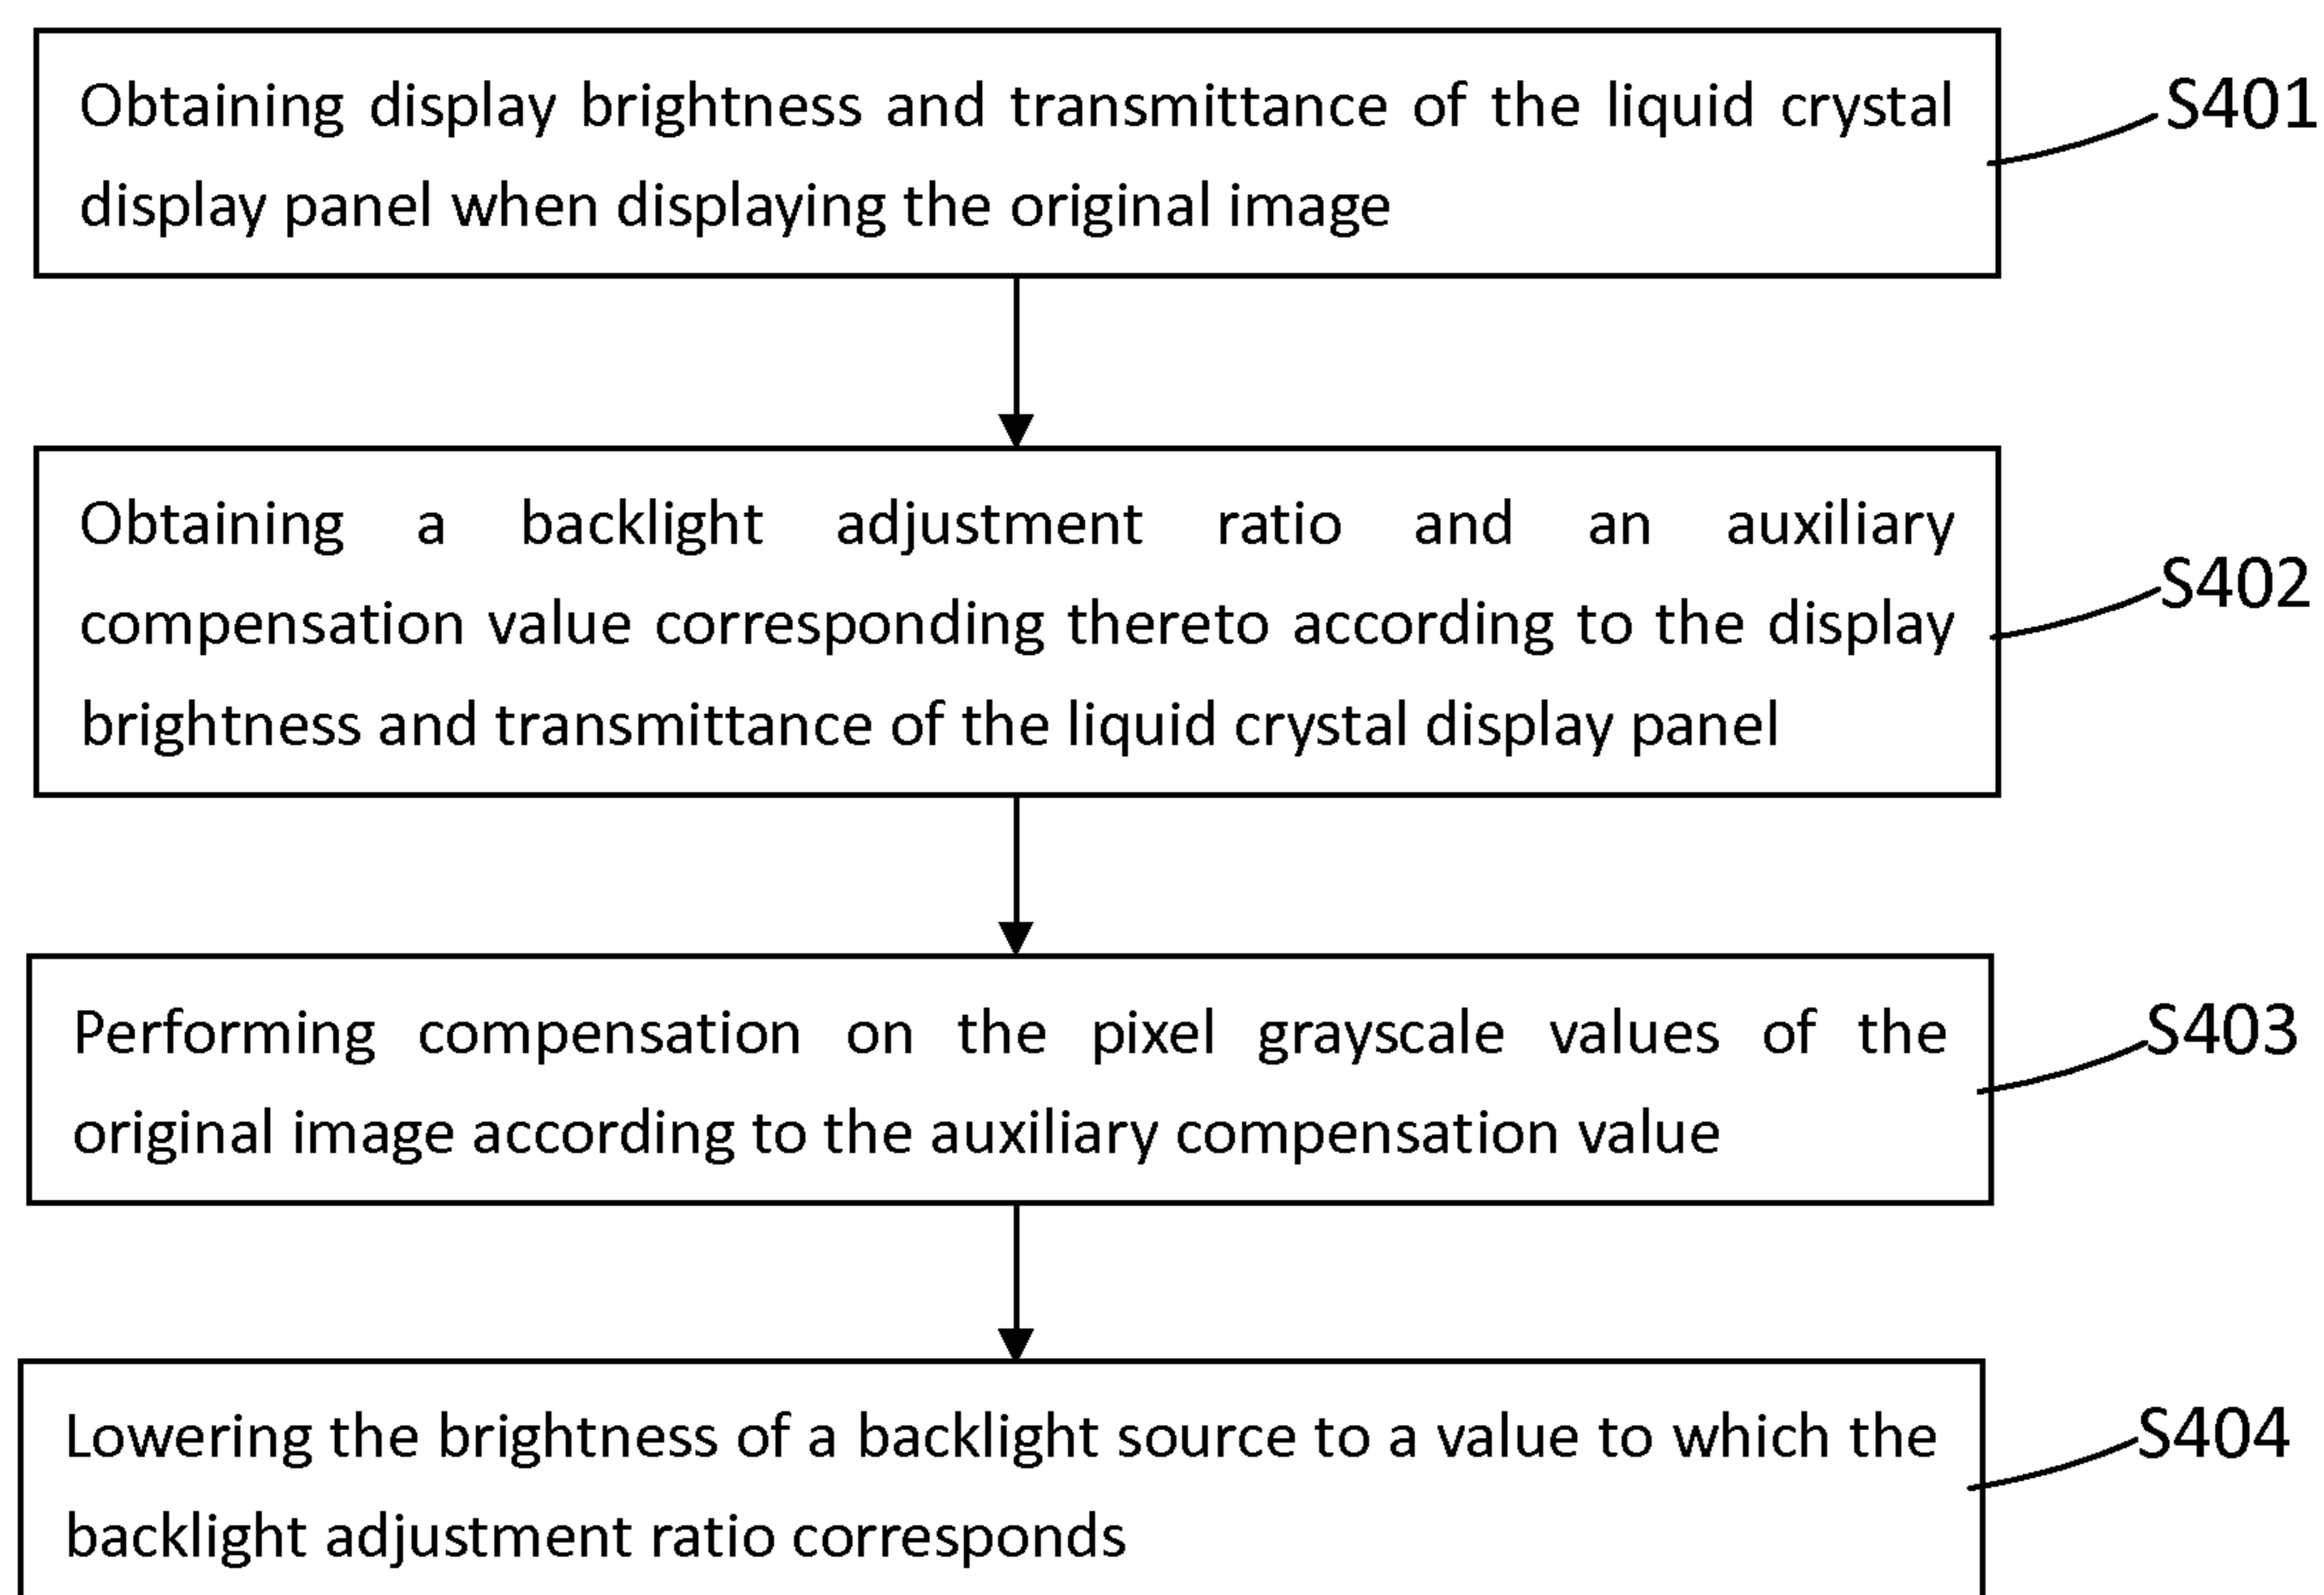 Obtaining display brightness and transmittance of the liquid crystal
display panel when displaying the original image
S401
Obtaining a backlight adjustment ratio and an auxiliary
compensation value corresponding thereto according to the display
brightness and transmittance of the liquid crystal display panel
S402
Performing compensation on the pixel grayscale values of the
original image according to the auxiliary compensation value
S403
Lowering the brightness of a backlight source to a value to which the
backlight adjustment ratio corresponds
S404